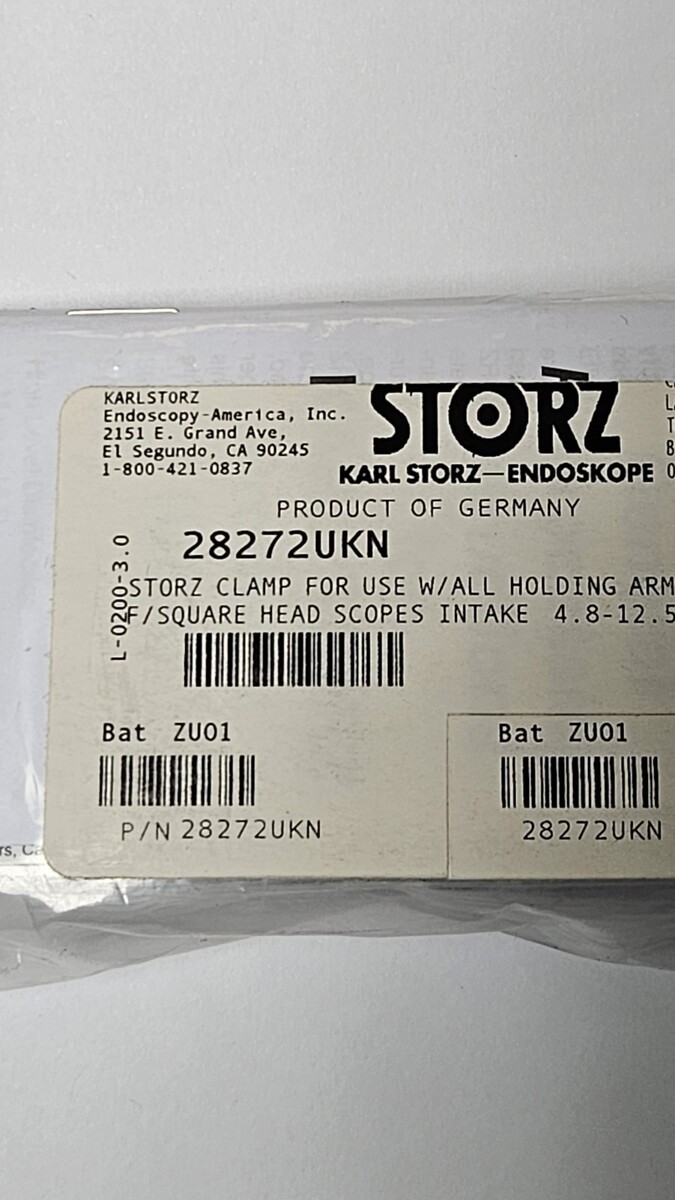 KARLSTORZ
Endoscopy-America, Inc.
2151 E. Grand Ave,
El Segundo, CA 90245
1-800-421-0837
STORZ
KARL STORZ—ENDOSKOPE
PRODUCT OF GERMANY
28272UKN
L-0200-3.0
STORZ CLAMP FOR USE W/ALL HOLDING ARM
F/SQUARE HEAD SCOPES INTAKE 4.8-12.5
Bat ZU01
P/N 28272UKN
Bat ZU01
28272UKN